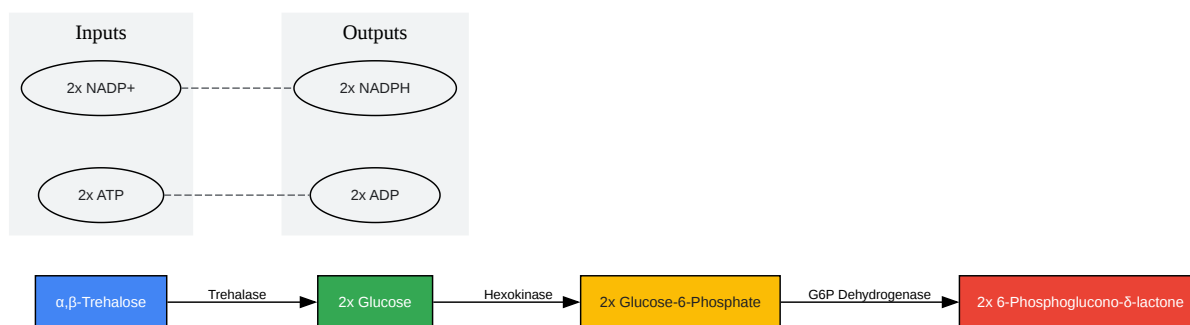 Inputs
Outputs
2x NADP+
2x NADPH
2x ATP
2x ADP
α,β-Trehalose
Trehalase
2x Glucose
Hexokinase
2x Glucose-6-Phosphate
G6P Dehydrogenase
2x 6-Phosphoglucono-δ-lactone